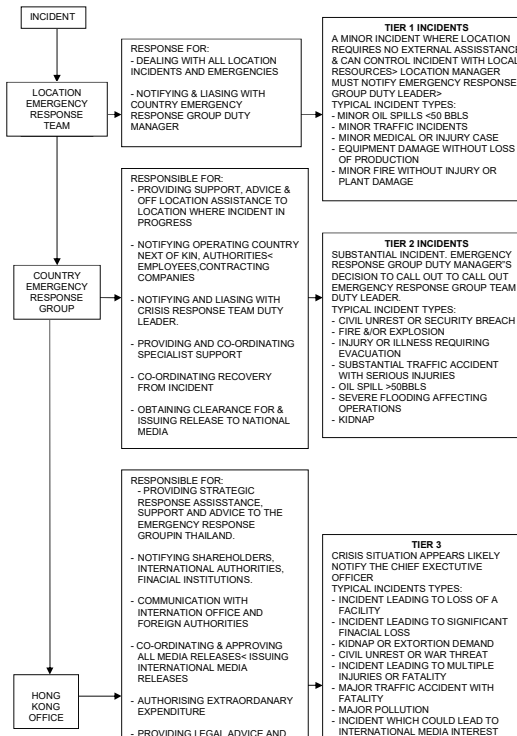 INCIDENT
LOCATION
EMERGENCY
RESPONSE
TEAM
RESPONSE FOR:
- DEALING WITH ALL LOCATION
INCIDENTS AND EMERGENCIES
- NOTIFYING & LIASING WITH
COUNTRY EMERGENCY
RESPONSE GROUP DUTY
MANAGER
TIER 1 INCIDENTS
A MINOR INCIDENT WHERE LOCATION
REQUIRES NO EXTERNAL ASSISSTANCE
& CAN CONTROL INCIDENT WITH LOCAL
RESOURCES> LOCATION MANAGER
MUST NOTIFY EMERGENCY RESPONSE
GROUP DUTY LEADER>
TYPICAL INCIDENT TYPES:
- MINOR OIL SPILLS <50 BBLS
- MINOR TRAFFIC INCIDENTS
- MINOR MEDICAL OR INJURY CASE
- EQUIPMENT DAMAGE WITHOUT LOSS
OF PRODUCTION
- MINOR FIRE WITHOUT INJURY OR
PLANT DAMAGE
COUNTRY
EMERGENCY
RESPONSE
GROUP
RESPONSIBLE FOR:
- PROVIDING SUPPORT, ADVICE &
OFF LOCATION ASSISTANCE TO
LOCATION WHERE INCIDENT IN
PROGRESS
- NOTIFYING OPERATING COUNTRY
NEXT OF KIN, AUTHORITIES<
EMPLOYEES,CONTRACTING
COMPANIES
- NOTIFYING AND LIASING WITH
CRISIS RESPONSE TEAM DUTY
LEADER.
- PROVIDING AND CO-ORDINATING
SPECIALIST SUPPORT
- CO-ORDINATING RECOVERY
FROM INCIDENT
- OBTAINING CLEARANCE FOR &
ISSUING RELEASE TO NATIONAL
MEDIA
TIER 2 INCIDENTS
SUBSTANTIAL INCIDENT. EMERGENCY
RESPONSE GROUP DUTY MANAGER"S
DECISION TO CALL OUT TO CALL OUT
EMERGENCY RESPONSE GROUP TEAM
DUTY LEADER.
TYPICAL INCIDENT TYPES:
- CIVIL UNREST OR SECURITY BREACH
- FIRE &/OR EXPLOSION
- INJURY OR ILLNESS REQUIRING
EVACUATION
- SUBSTANTIAL TRAFFIC ACCIDENT
WITH SERIOUS INJURIES
- OIL SPILL >50BBLS
- SEVERE FLOODING AFFECTING
OPERATIONS
- KIDNAP
HONG
KONG
OFFICE
RESPONSIBLE FOR:
- PROVIDING STRATEGIC
RESPONSE ASSISSTANCE,
SUPPORT AND ADVICE TO THE
EMERGENCY RESPONSE
GROUPIN THAILAND.
- NOTIFYING SHAREHOLDERS,
INTERNATIONAL AUTHORITIES,
FINACIAL INSTITUTIONS.
- COMMUNICATION WITH
INTERNATION OFFICE AND
FOREIGN AUTHORITIES
- CO-ORDINATING & APPROVING
ALL MEDIA RELEASES< ISSUING
INTERNATIONAL MEDIA
RELEASES
- AUTHORISING EXTRAORDANARY
EXPENDITURE
- PROVIDING LEGAL ADVICE AND
TIER 3
CRISIS SITUATION APPEARS LIKELY
NOTIFY THE CHIEF EXECTUTIVE
OFFICER
TYPICAL INCIDENTS TYPES:
- INCIDENT LEADING TO LOSS OF A
FACILITY
- INCIDENT LEADING TO SIGNIFICANT
FINACIAL LOSS
- KIDNAP OR EXTORTION DEMAND
- CIVIL UNREST OR WAR THREAT
- INCIDENT LEADING TO MULTIPLE
INJURIES OR FATALITY
- MAJOR TRAFFIC ACCIDENT WITH
FATALITY
- MAJOR POLLUTION
- INCIDENT WHICH COULD LEAD TO
INTERNATIONAL MEDIA INTEREST